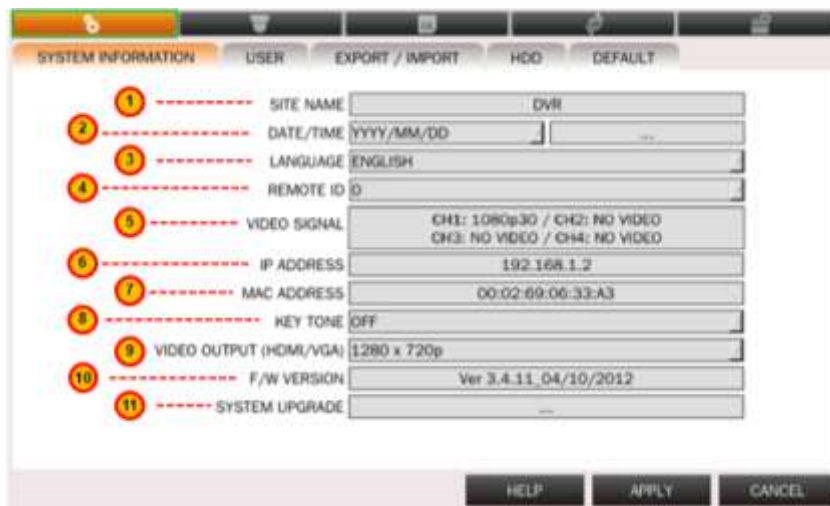 SYSTEM INFORMATION USER EXPORT / IMPORT HDD DEFAULT
1 SITE NAME DVR
2 DATE/TIME YYYY/MM/DD ...
3 LANGUAGE ENGLISH
4 REMOTE ID 0
5 VIDEO SIGNAL CH1: 1080p30 / CH2: NO VIDEO
CH3: NO VIDEO / CH4: NO VIDEO
6 IP ADDRESS 192.168.1.2
7 MAC ADDRESS 00:02:69:06:33:A3
8 KEY TONE OFF
9 VIDEO OUTPUT (HDMI/VGA) 1280 x 720p
10 F/W VERSION Ver 3.4.11_04/10/2012
11 SYSTEM UPGRADE ...
HELP APPLY CANCEL